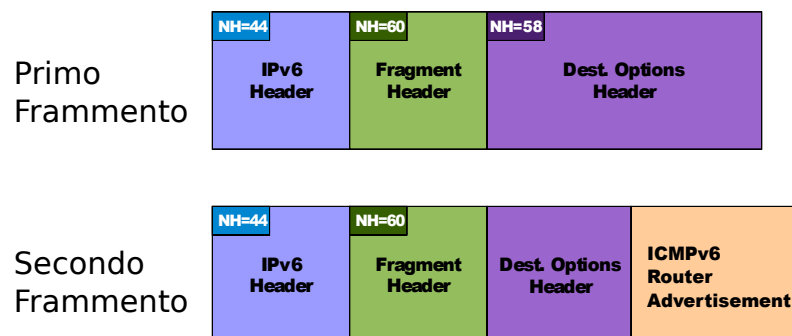 Primo
Frammento
NH=44
IPv6
Header
NH=60
Fragment
Header
NH=58
Dest. Options
Header
Secondo
Frammento
NH=44
IPv6
Header
NH=60
Fragment
Header
Dest. Options
Header
ICMPv6
Router
Advertisement